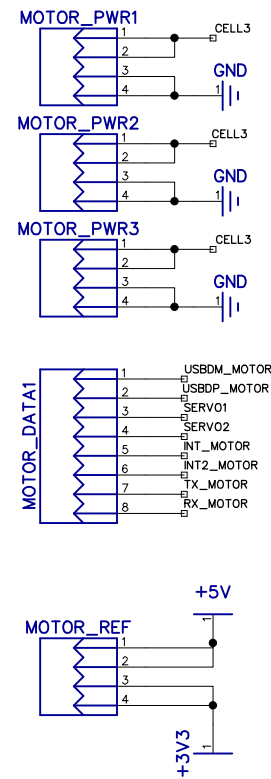 MOTOR_PWR1
1 CELL3
2
3 GND
4 1
MOTOR_PWR2
1 CELL3
2
3 GND
4 1
MOTOR_PWR3
1 CELL3
2
3 GND
4 1
MOTOR_DATA1
1 USBDM_MOTOR
2 USBDP_MOTOR
3 SERVO1
4 SERVO2
5 INT_MOTOR
6 INT2_MOTOR
7 TX_MOTOR
8 RX_MOTOR
+5V
1
MOTOR_REF
1
2
3
4
+3V3
1